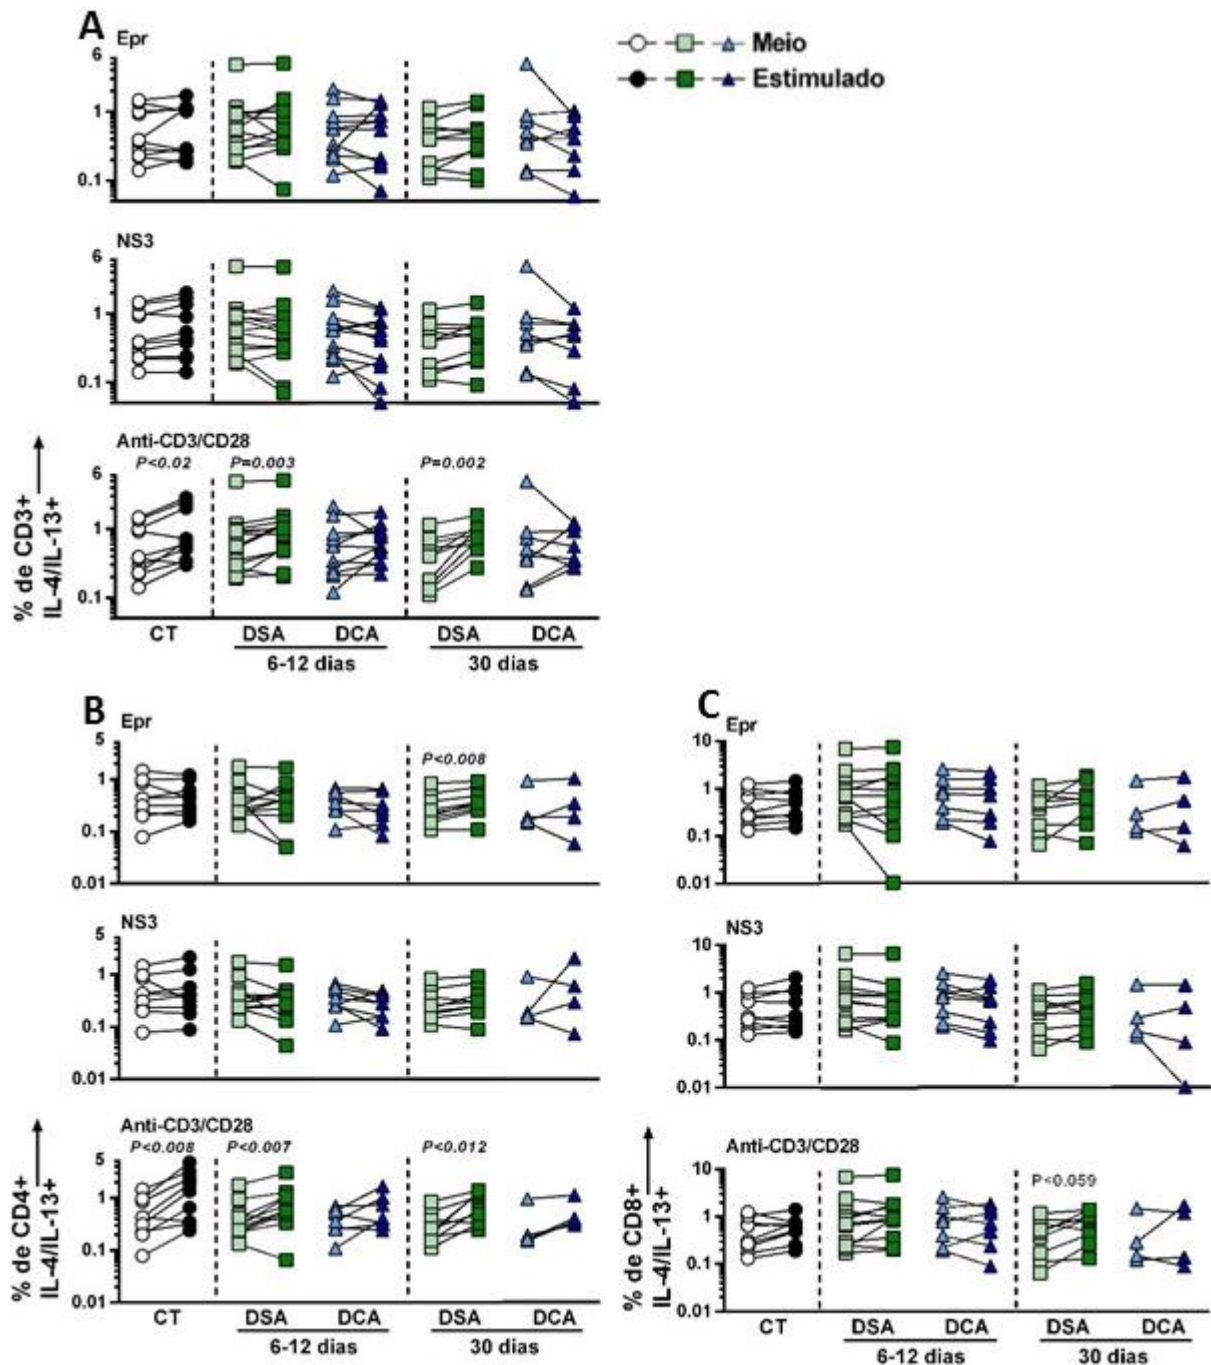 A
Epr
Meio
Estimulado
6
1
0.1
NS3
6
1
0.1
Anti-CD3/CD28
P<0.02 P=0.003 P=0.002
6
1
0.1
% de CD3+
IL-4/IL-13+
CT DSA DCA DSA DCA
6-12 dias 30 dias
B
Epr
P<0.008
5
1
0.1
0.01
NS3
5
1
0.1
0.01
Anti-CD3/CD28
P<0.008 P<0.007 P<0.012
5
1
0.1
0.01
% de CD4+
IL-4/IL-13+
CT DSA DCA DSA DCA
6-12 dias 30 dias
C
Epr
10
1
0.1
0.01
NS3
10
1
0.1
0.01
Anti-CD3/CD28
P<0.059
10
1
0.1
0.01
% de CD8+
IL-4/IL-13+
CT DSA DCA DSA DCA
6-12 dias 30 dias